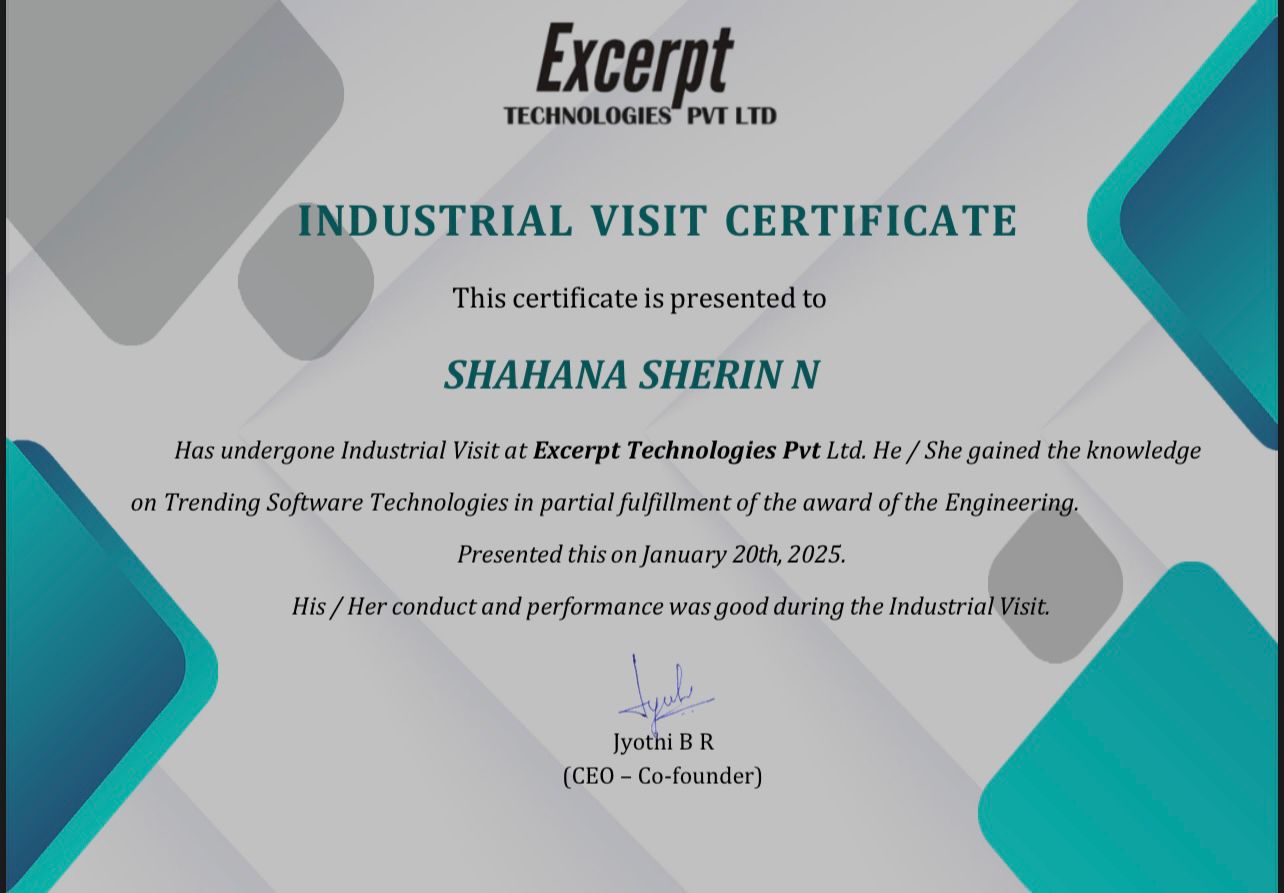 Excerpt
TECHNOLOGIES PVT LTD
INDUSTRIAL VISIT CERTIFICATE
This certificate is presented to
SHAHANA SHERIN N
Has undergone Industrial Visit at Excerpt Technologies Pvt Ltd. He / She gained the knowledge
on Trending Software Technologies in partial fulfillment of the award of the Engineering.
Presented this on January 20th, 2025.
His / Her conduct and performance was good during the Industrial Visit.
Jyothi B R
(CEO – Co-founder)